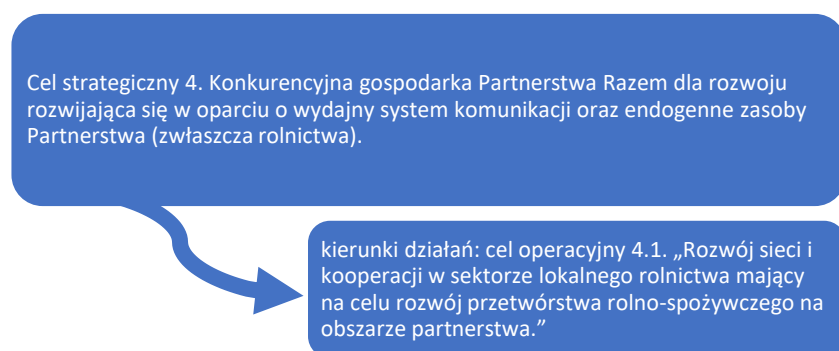 Cel strategiczny 4. Konkurencyjna gospodarka Partnerstwa Razem dla rozwoju
rozwijająca się w oparciu o wydajny system komunikacji oraz endogenne zasoby
Partnerstwa (zwłaszcza rolnictwa).
kierunki działań: cel operacyjny 4.1. „Rozwój sieci i
kooperacji w sektorze lokalnego rolnictwa mający
na celu rozwój przetwórstwa rolno-spożywczego na
obszarze partnerstwa.”